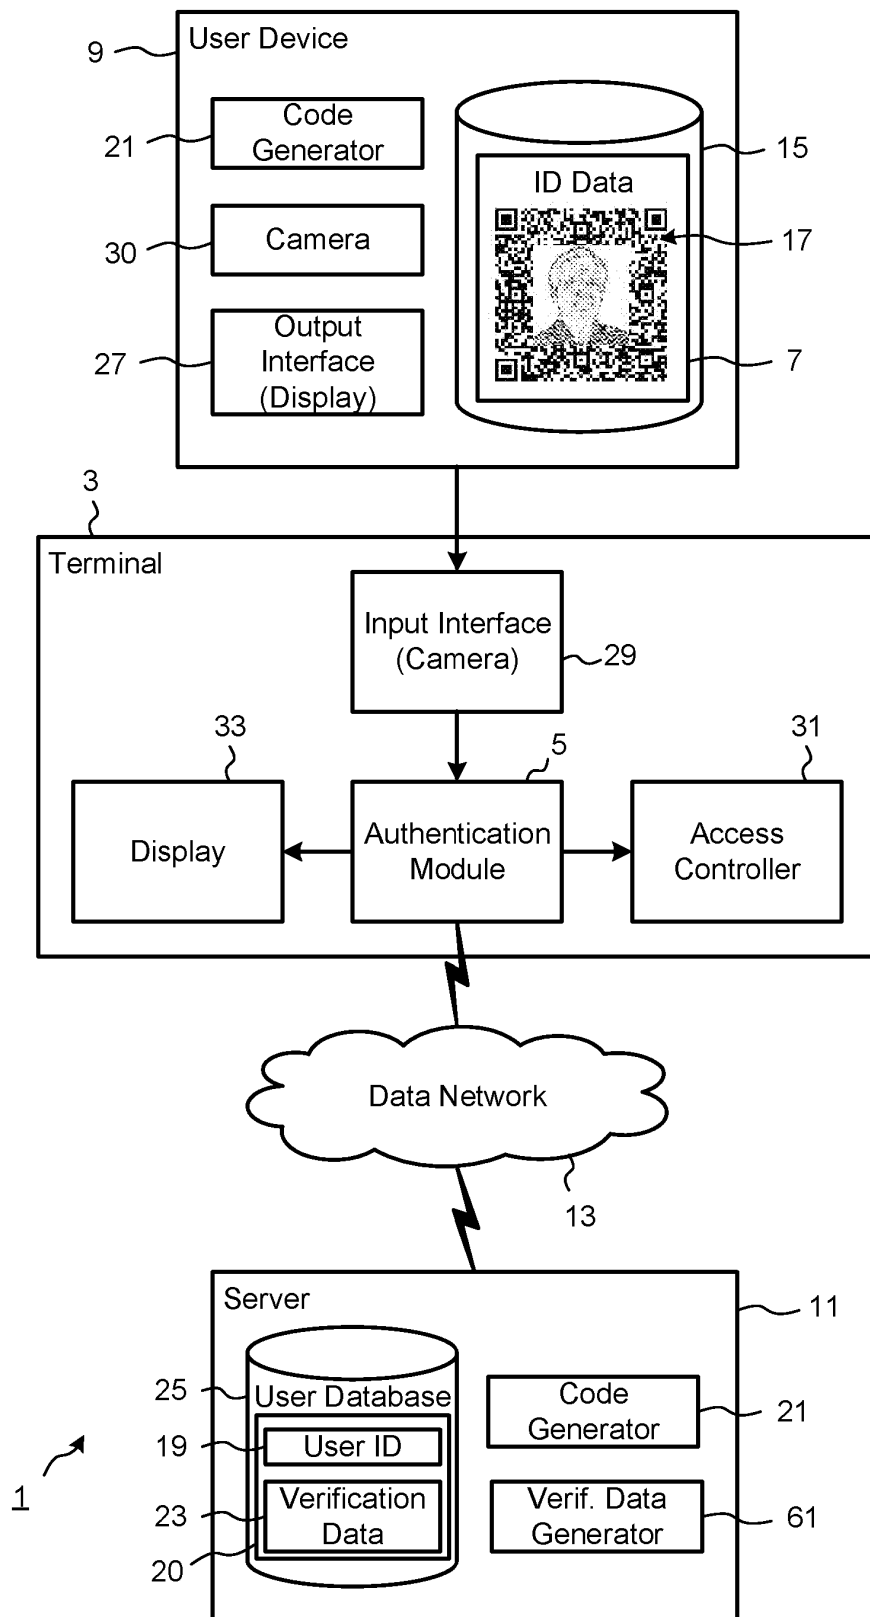 User Device
9
Code
Generator
21
15
ID Data
Camera
30
17
Output
Interface
(Display)
27
7
3
Terminal
Input Interface
(Camera)
29
33
5
31
Display
Authentication
Module
Access
Controller
Data Network
13
Server
11
25
User Database
Code
Generator
21
19
User ID
1
23
Verification
Data
Verif. Data
Generator
61
20